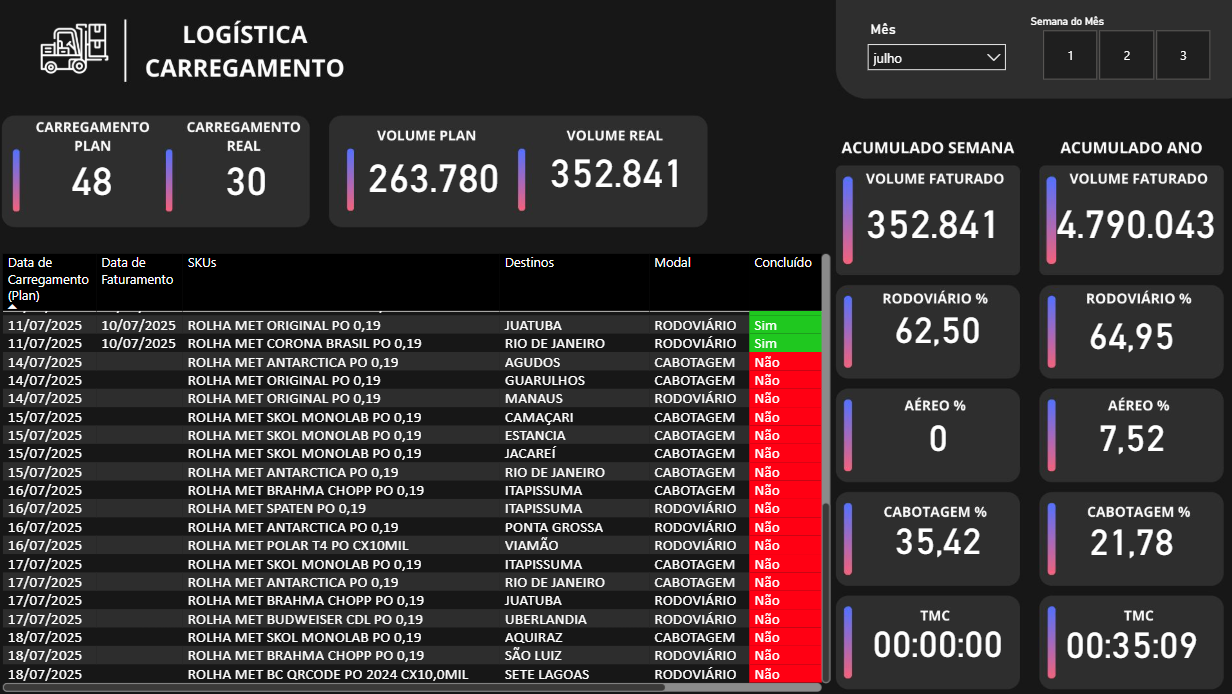 LOGÍSTICA
CARREGAMENTO
Mês
julho
Semana do Mês
1 2 3
CARREGAMENTO PLAN
48
CARREGAMENTO REAL
30
VOLUME PLAN
263.780
VOLUME REAL
352.841
Data de Carregamento (Plan) Data de Faturamento SKUs Destinos Modal Concluído
11/07/2025 10/07/2025 ROLHA MET ORIGINAL PO 0,19 JUATUBA RODOVIÁRIO Sim
11/07/2025 10/07/2025 ROLHA MET CORONA BRASIL PO 0,19 RIO DE JANEIRO RODOVIÁRIO Sim
14/07/2025 ROLHA MET ANTARCTICA PO 0,19 AGUDOS CABOTAGEM Não
14/07/2025 ROLHA MET ORIGINAL PO 0,19 GUARULHOS CABOTAGEM Não
14/07/2025 ROLHA MET ORIGINAL PO 0,19 MANAUS RODOVIÁRIO Não
15/07/2025 ROLHA MET SKOL MONOLAB PO 0,19 CAMAÇARI CABOTAGEM Não
15/07/2025 ROLHA MET SKOL MONOLAB PO 0,19 ESTANCIA CABOTAGEM Não
15/07/2025 ROLHA MET SKOL MONOLAB PO 0,19 JACAREÍ CABOTAGEM Não
15/07/2025 ROLHA MET ANTARCTICA PO 0,19 RIO DE JANEIRO CABOTAGEM Não
16/07/2025 ROLHA MET BRAHMA CHOPP PO 0,19 ITAPISSUMA CABOTAGEM Não
16/07/2025 ROLHA MET SPATEN PO 0,19 ITAPISSUMA RODOVIÁRIO Não
16/07/2025 ROLHA MET ANTARCTICA PO 0,19 PONTA GROSSA RODOVIÁRIO Não
16/07/2025 ROLHA MET POLAR T4 PO CX10MIL VIAMÃO RODOVIÁRIO Não
17/07/2025 ROLHA MET SKOL MONOLAB PO 0,19 ITAPISSUMA CABOTAGEM Não
17/07/2025 ROLHA MET ANTARCTICA PO 0,19 RIO DE JANEIRO CABOTAGEM Não
17/07/2025 ROLHA MET BRAHMA CHOPP PO 0,19 JUATUBA RODOVIÁRIO Não
17/07/2025 ROLHA MET BUDWEISER CDL PO 0,19 UBERLANDIA RODOVIÁRIO Não
18/07/2025 ROLHA MET SKOL MONOLAB PO 0,19 AQUIRAZ CABOTAGEM Não
18/07/2025 ROLHA MET BRAHMA CHOPP PO 0,19 SÃO LUIZ RODOVIÁRIO Não
18/07/2025 ROLHA MET BC QRCODE PO 2024 CX10,0MIL SETE LAGOAS RODOVIÁRIO Não
ACUMULADO SEMANA
VOLUME FATURADO
352.841
RODOVIÁRIO %
62,50
AÉREO %
0
CABOTAGEM %
35,42
TMC
00:00:00
ACUMULADO ANO
VOLUME FATURADO
4.790.043
RODOVIÁRIO %
64,95
AÉREO %
7,52
CABOTAGEM %
21,78
TMC
00:35:09